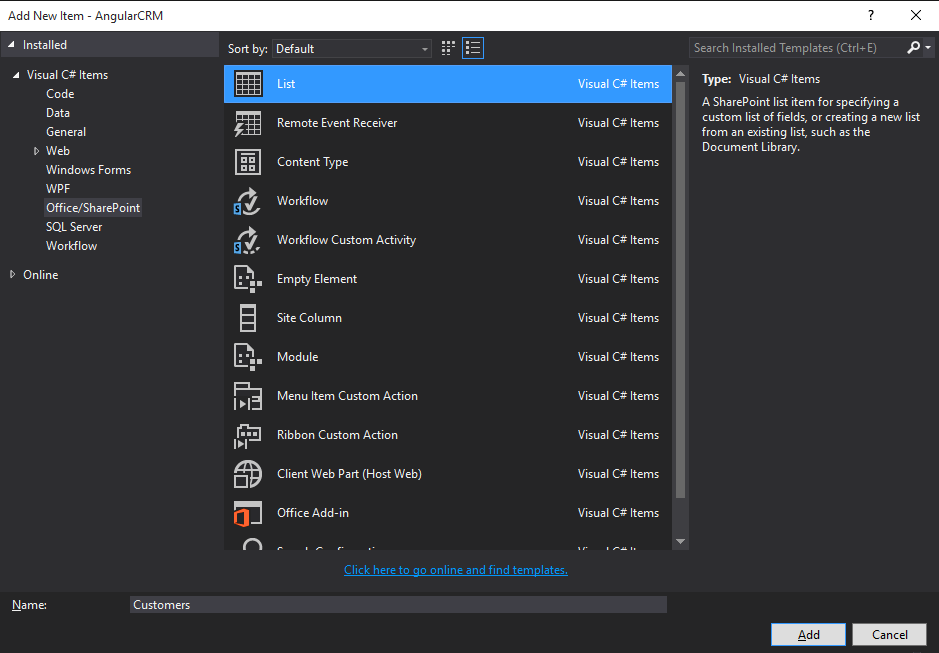 Add New Item - AngularCRM
?
Installed
Sort by: Default
Search Installed Templates (Ctrl+E)
Visual C# Items
Code
Data
General
Web
Windows Forms
WPF
Office/SharePoint
SQL Server
Workflow
Online
List Visual C# Items
Remote Event Receiver Visual C# Items
Content Type Visual C# Items
Workflow Visual C# Items
Workflow Custom Activity Visual C# Items
Empty Element Visual C# Items
Site Column Visual C# Items
Module Visual C# Items
Menu Item Custom Action Visual C# Items
Ribbon Custom Action Visual C# Items
Client Web Part (Host Web) Visual C# Items
Office Add-in Visual C# Items
Type: Visual C# Items
A SharePoint list item for specifying a
custom list of fields, or creating a new list
from an existing list, such as the
Document Library.
Click here to go online and find templates.
Name: Customers
Add Cancel